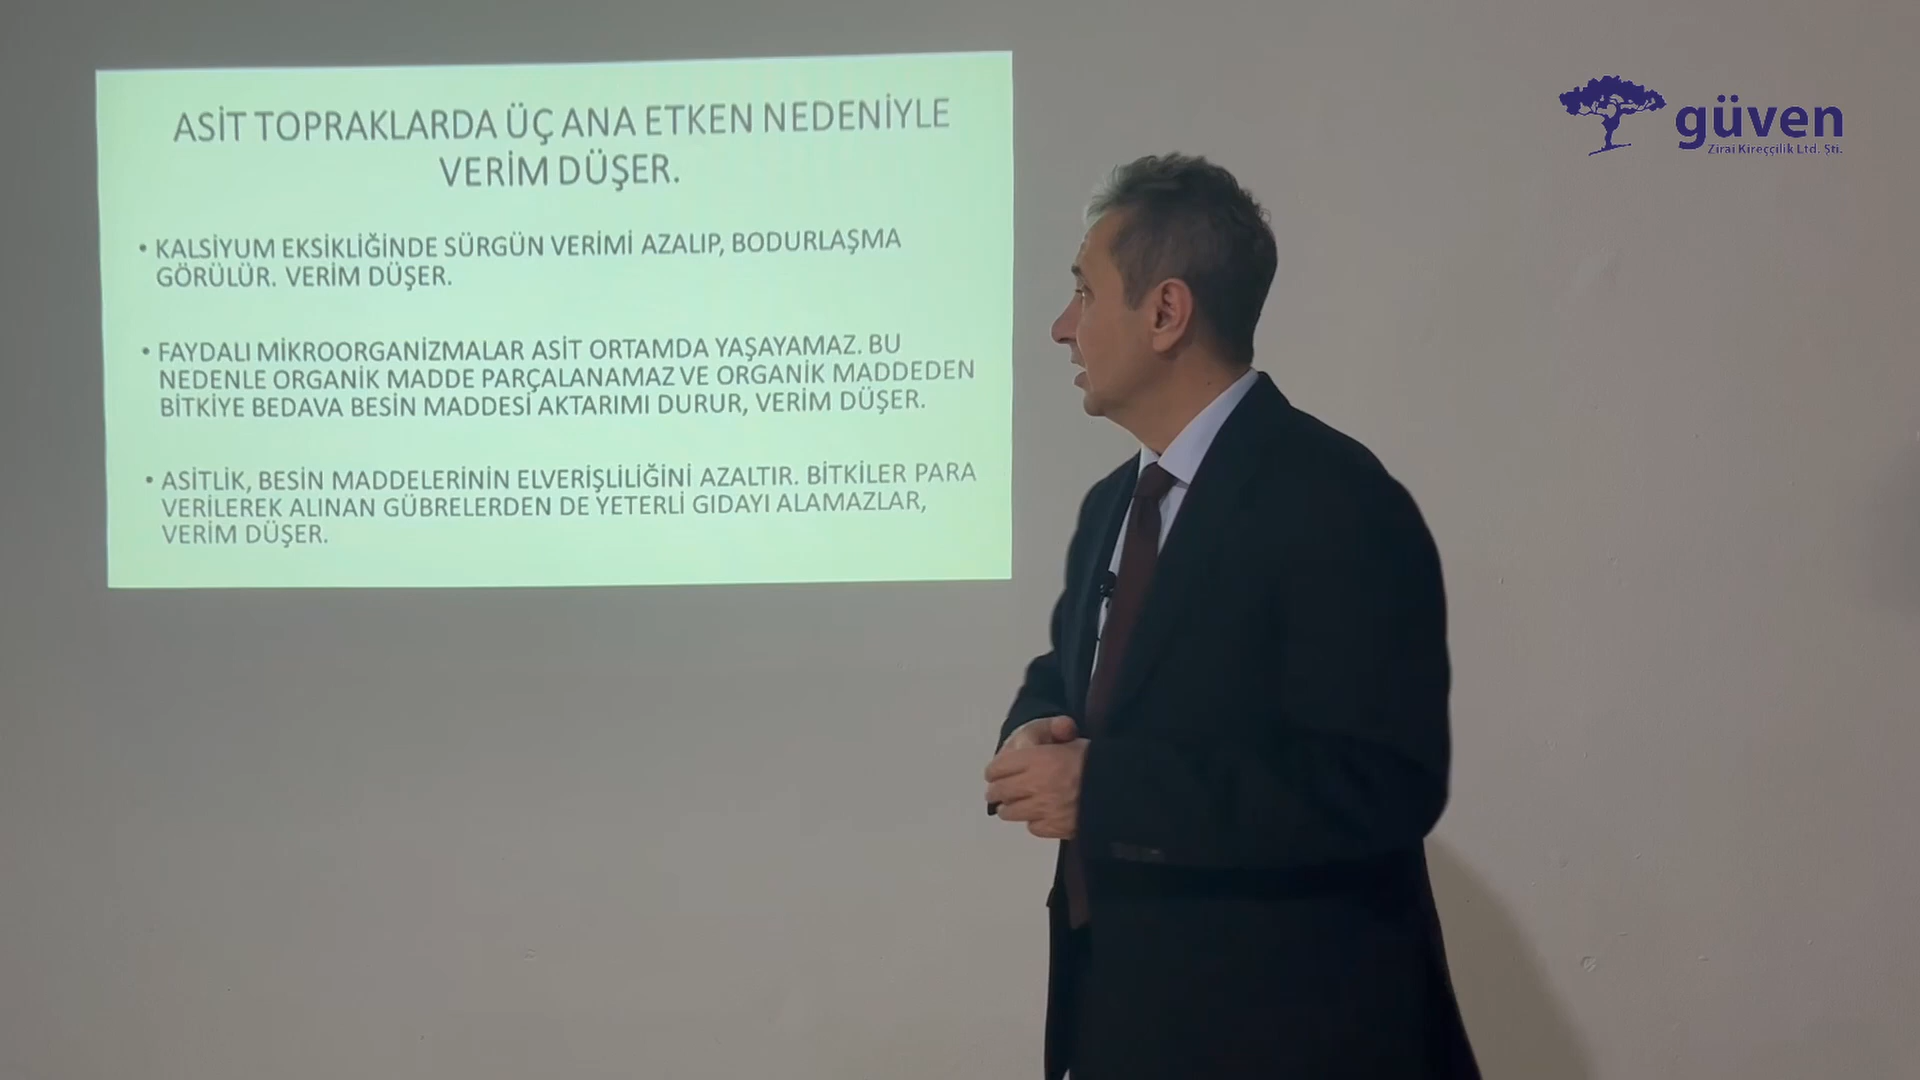 ASİT TOPRAKLARDA ÜÇ ANA ETKEN NEDENİYLE
VERİM DÜŞER.
• KALSİYUM EKSİKLİĞİNDE SÜRGÜN VERİMİ AZALIP, BODURLAŞMA
GÖRÜLÜR. VERİM DÜŞER.
• FAYDALI MİKROORGANİZMALAR ASİT ORTAMDA YAŞAYAMAZ. BU
NEDENLE ORGANİK MADDE PARÇALANAMAZ VE ORGANİK MADDEDEN
BİTKİYE BEDAVA BESİN MADDESİ AKTARIMI DURUR, VERİM DÜŞER.
• ASİTLİK, BESİN MADDELERİNİN ELVERİŞLİLİĞİNİ AZALTIR. BİTKİLER PARA
VERİLEREK ALINAN GÜBRELERDEN DE YETERLİ GIDAYI ALAMAZLAR,
VERİM DÜŞER.
güven
Zirai Kireççilik Ltd. Şti.